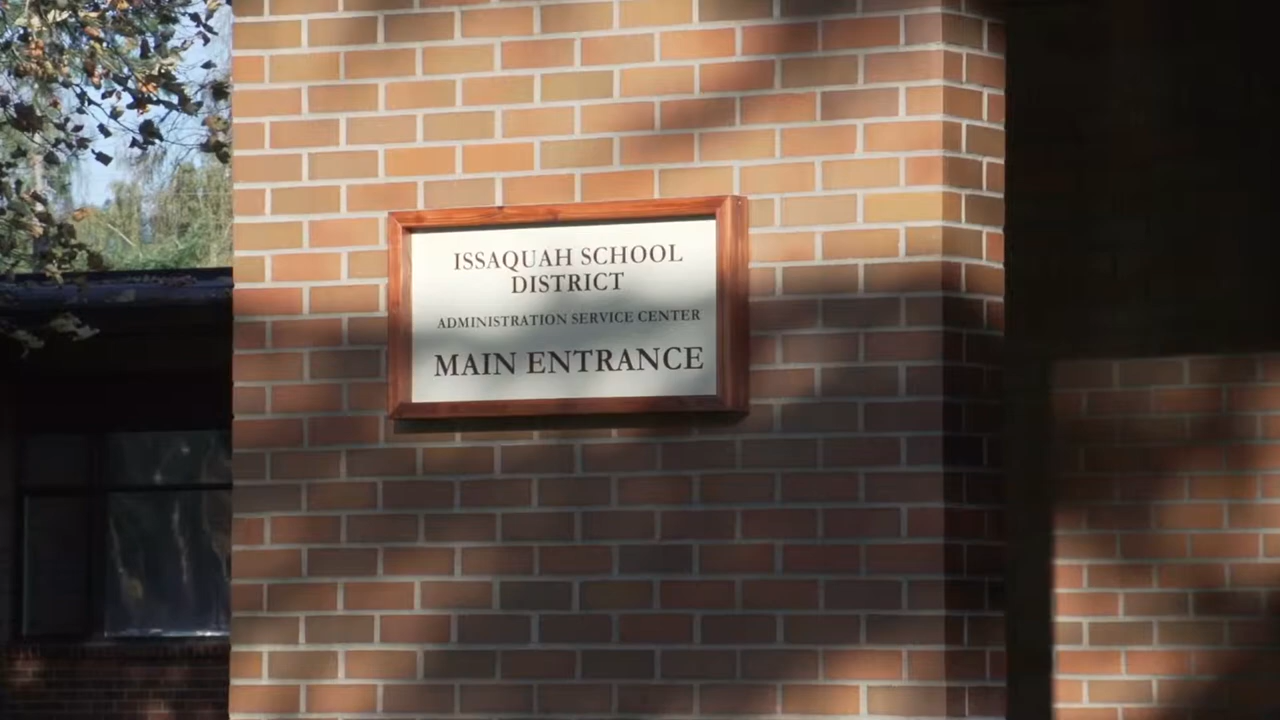 ISSAQUAH SCHOOL
DISTRICT
ADMINISTRATION SERVICE CENTER
MAIN ENTRANCE